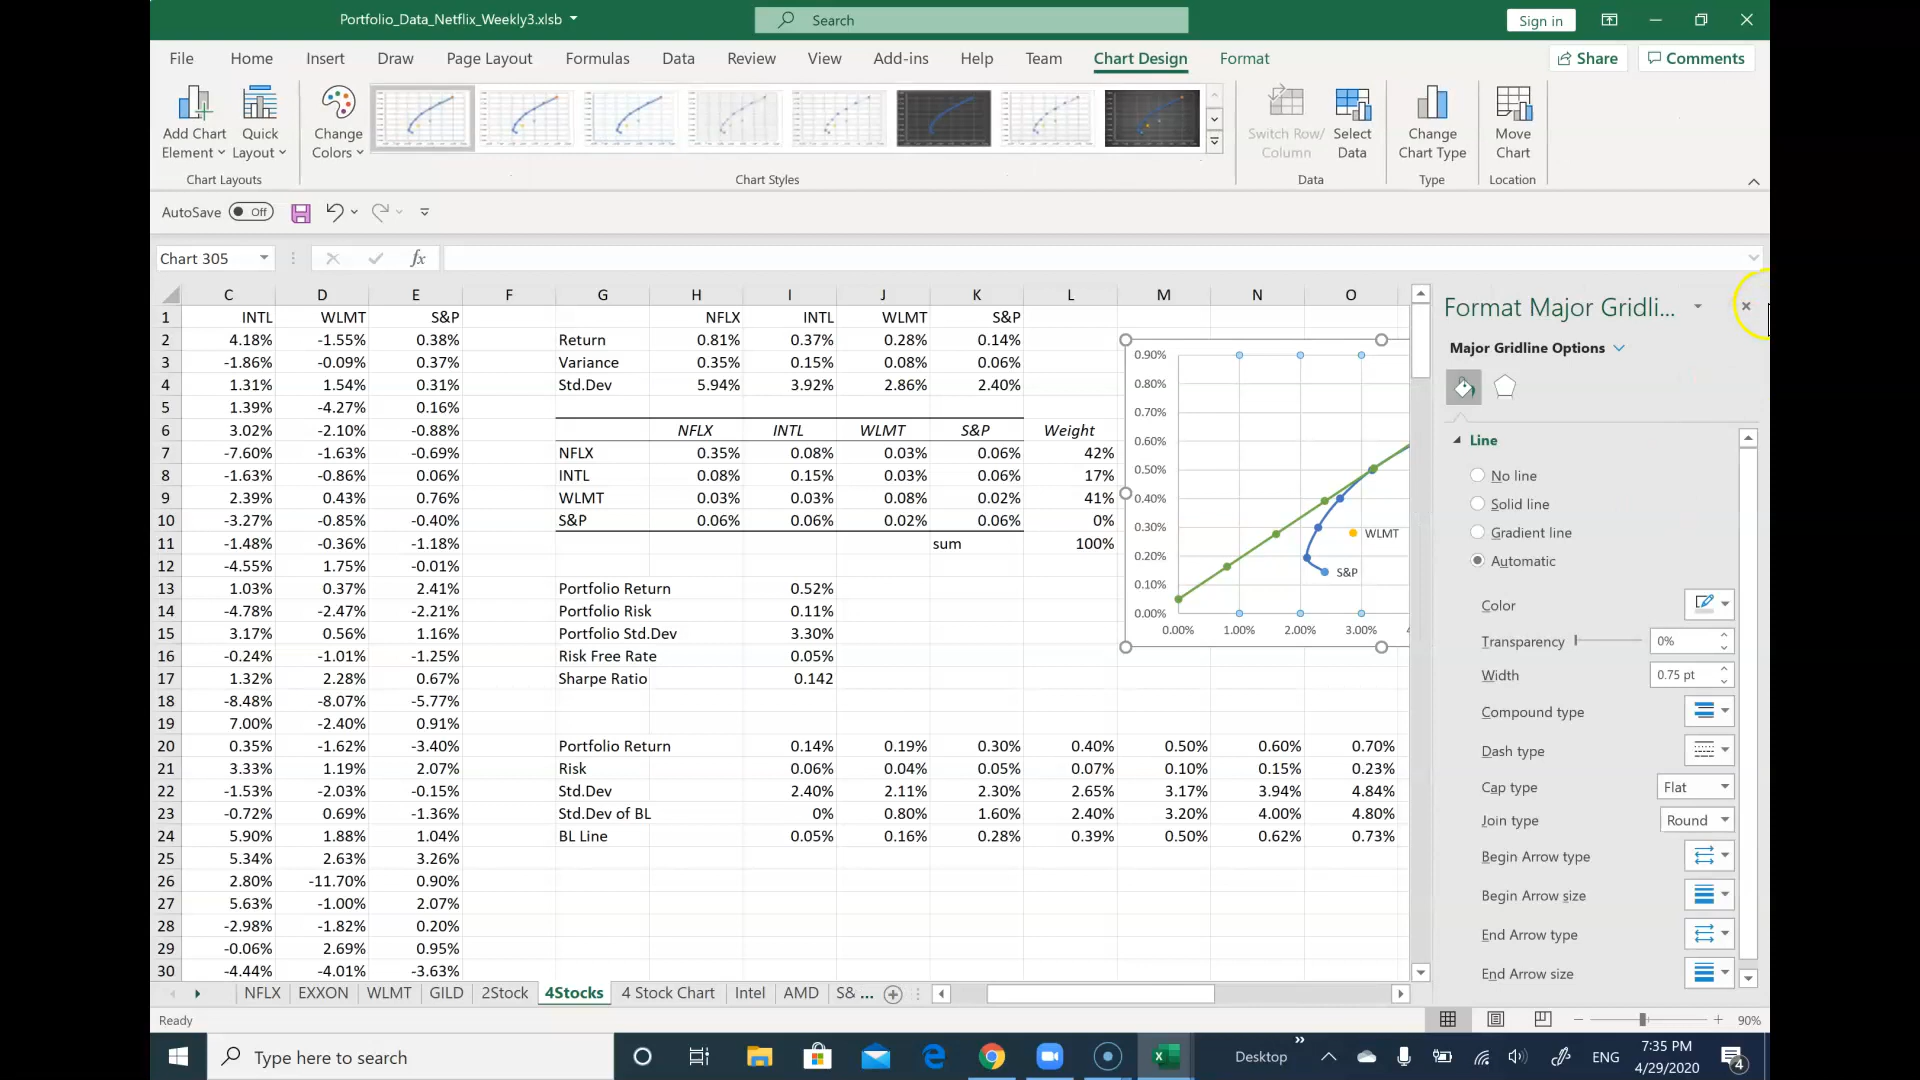 Portfolio_Data_Netflix_Weekly3.xlsb
Search
Sign in
File Home Insert Draw Page Layout Formulas Data Review View Add-ins Help Team Chart Design Format Share Comments
Add Chart Element
Quick Layout
Change Colors
Switch Row/ Column
Select Data
Change Chart Type
Move Chart
Chart Layouts
Chart Styles
Data
Type
Location
AutoSave Off
Chart 305 fx
C D E F G H I J K L M N O
1 INTL WLMT S&P NFLX INTL WLMT S&P
2 4.18% -1.55% 0.38% Return 0.81% 0.37% 0.28% 0.14%
3 -1.86% -0.09% 0.37% Variance 0.35% 0.15% 0.08% 0.06%
4 1.31% 1.54% 0.31% Std.Dev 5.94% 3.92% 2.86% 2.40%
5 1.39% -4.27% 0.16%
6 3.02% -2.10% -0.88% NFLX INTL WLMT S&P Weight
7 -7.60% -1.63% -0.69% NFLX 0.35% 0.08% 0.03% 0.06% 42%
8 -1.63% -0.86% 0.06% INTL 0.08% 0.15% 0.03% 0.06% 17%
9 2.39% 0.43% 0.76% WLMT 0.03% 0.03% 0.08% 0.02% 41%
10 -3.27% -0.85% -0.40% S&P 0.06% 0.06% 0.02% 0.06% 0%
11 -1.48% -0.36% -1.18% sum 100%
12 -4.55% 1.75% -0.01%
13 1.03% 0.37% 2.41% Portfolio Return 0.52%
14 -4.78% -2.47% -2.21% Portfolio Risk 0.11%
15 3.17% 0.56% 1.16% Portfolio Std.Dev 3.30%
16 -0.24% -1.01% -1.25% Risk Free Rate 0.05%
17 1.32% 2.28% 0.67% Sharpe Ratio 0.142
18 -8.48% -8.07% -5.77%
19 7.00% -2.40% 0.91%
20 0.35% -1.62% -3.40% Portfolio Return 0.14% 0.19% 0.30% 0.40% 0.50% 0.60% 0.70%
21 3.33% 1.19% 2.07% Risk 0.06% 0.04% 0.05% 0.07% 0.10% 0.15% 0.23%
22 -1.53% -2.03% -0.15% Std.Dev 2.40% 2.11% 2.30% 2.65% 3.17% 3.94% 4.84%
23 -0.72% 0.69% -1.36% Std.Dev of BL 0% 0.80% 1.60% 2.40% 3.20% 4.00% 4.80%
24 5.90% 1.88% 1.04% BL Line 0.05% 0.16% 0.28% 0.39% 0.50% 0.62% 0.73%
25 5.34% 2.63% 3.26%
26 2.80% -11.70% 0.90%
27 5.63% -1.00% 2.07%
28 -2.98% -1.82% 0.20%
29 -0.06% 2.69% 0.95%
30 -4.44% -4.01% -3.63%
0.90%
0.80%
0.70%
0.60%
0.50%
0.40%
0.30%
0.20%
0.10%
0.00%
0.00% 1.00% 2.00% 3.00%
WLMT
S&P
Format Major Gridli...
Major Gridline Options
Line
No line
Solid line
Gradient line
Automatic
Color
Transparency 0%
Width 0.75 pt
Compound type
Dash type
Cap type Flat
Join type Round
Begin Arrow type
Begin Arrow size
End Arrow type
End Arrow size
NFLX EXXON WLMT GILD 2Stock 4Stocks 4 Stock Chart Intel AMD S& ...
Ready 90%
Type here to search
Desktop ENG 7:35 PM
4/29/2020 4